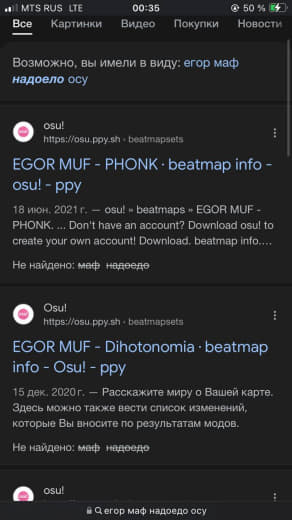 MTS RUS LTE 00:35 50 %
Все Картинки Видео Покупки Новости
Возможно, вы имели в виду: егор маф
надоело осу
osu!
https://osu.ppy.sh › beatmapsets
EGOR MUF - PHONK · beatmap info -
osu! - ppy
18 июн. 2021 г. — osu! » beatmaps » EGOR MUF -
PHONK. ... Don't have an account? Download osu! to
create your own account! Download. beatmap info....
Не найдено: маф надоедо
Osu!
https://osu.ppy.sh › beatmapsets
EGOR MUF - Dihotonomia · beatmap
info - Osu! - ppy
15 дек. 2020 г. — Расскажите миру о Вашей карте.
Здесь можно также вести список изменений,
которые Вы вносите по результатам модов.
Не найдено: маф надоедо
osu!
егор маф надоедо осу